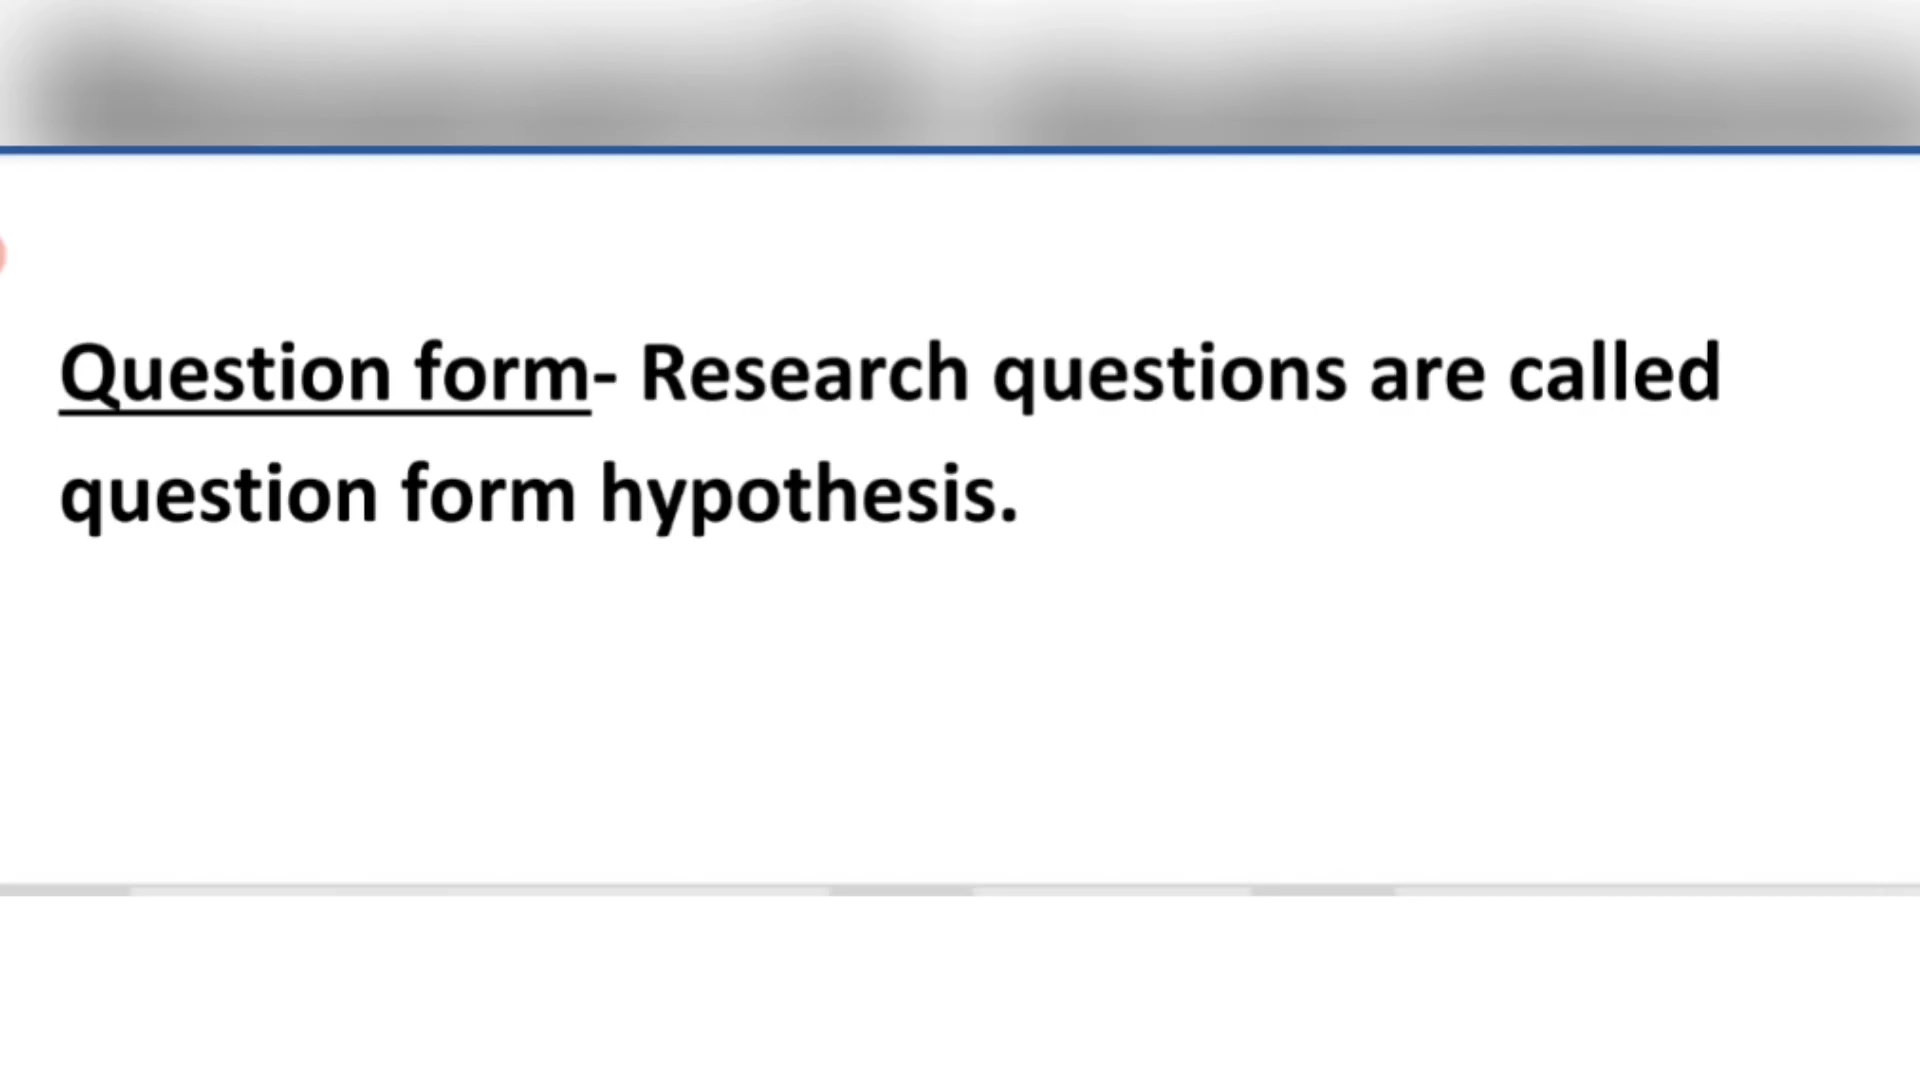 Question form- Research questions are called
question form hypothesis.